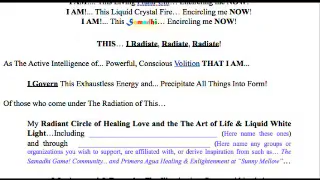 I AM!... This Liquid Crystal Fire… Encircling me NOW!
I AM!... This Samadhi… Encircling me NOW!
THIS… I Radiate, Radiate, Radiate!
As The Active Intelligence of... Powerful, Conscious Volition THAT I AM...
I Govern This Exhaustless Energy and... Precipitate All Things Into Form!
Of those who come under The Radiation of This…
My Radiant Circle of Healing Love and the The Art of Life & Liquid White
Light…Including (Here name these ones)
and through (Here name any groups or
organizations you wish to support, are affiliated with, or derive Inspiration from such as… The
Samadhi Gama! Community... and Primora Agua Healing & Enlightenment at "Sunny Mellow"…